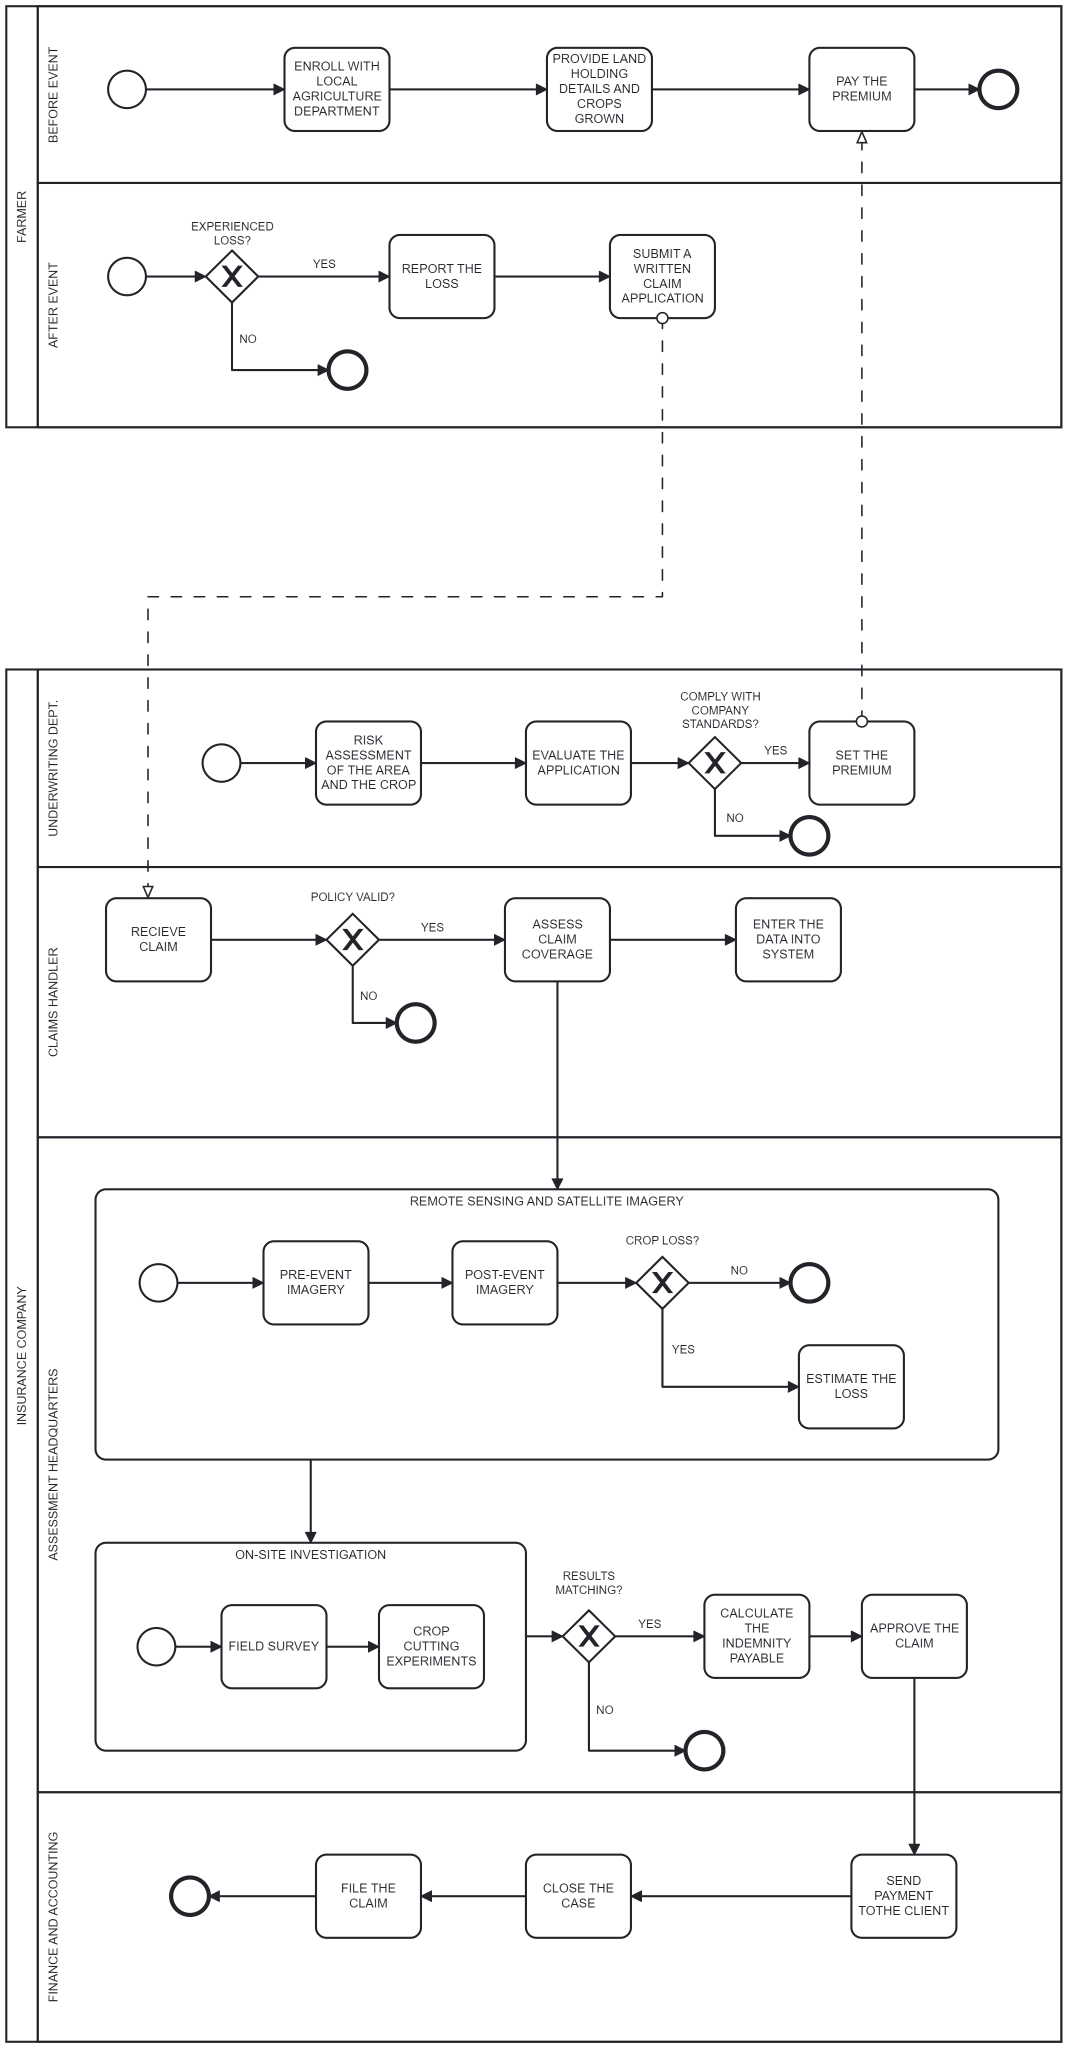 FARMER
BEFORE EVENT
ENROLL WITH
LOCAL
AGRICULTURE
DEPARTMENT
PROVIDE LAND
HOLDING
DETAILS AND
CROPS
GROWN
PAY THE
PREMIUM
AFTER EVENT
EXPERIENCED
LOSS?
YES
NO
REPORT THE
LOSS
SUBMIT A
WRITTEN
CLAIM
APPLICATION
INSURANCE COMPANY
UNDERWRITING DEPT.
RISK
ASSESSMENT
OF THE AREA
AND THE CROP
EVALUATE THE
APPLICATION
COMPLY WITH
COMPANY
STANDARDS?
YES
NO
SET THE
PREMIUM
CLAIMS HANDLER
RECIEVE
CLAIM
POLICY VALID?
YES
NO
ASSESS
CLAIM
COVERAGE
ENTER THE
DATA INTO
SYSTEM
ASSESSMENT HEADQUARTERS
REMOTE SENSING AND SATELLITE IMAGERY
PRE-EVENT
IMAGERY
POST-EVENT
IMAGERY
CROP LOSS?
NO
YES
ESTIMATE THE
LOSS
ON-SITE INVESTIGATION
FIELD SURVEY
CROP
CUTTING
EXPERIMENTS
RESULTS
MATCHING?
YES
NO
CALCULATE
THE
INDEMNITY
PAYABLE
APPROVE THE
CLAIM
FINANCE AND ACCOUNTING
FILE THE
CLAIM
CLOSE THE
CASE
SEND
PAYMENT
TOTHE CLIENT